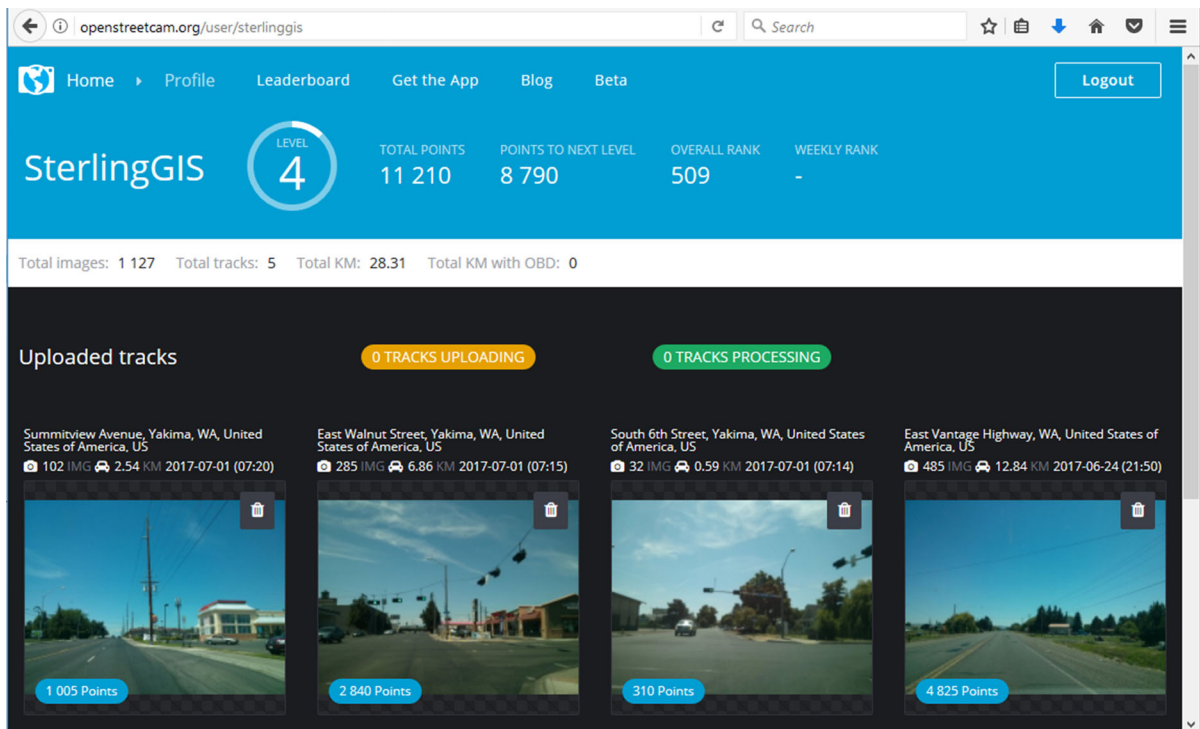 openstreetcam.org/user/sterlinggis
Search
Home Profile Leaderboard Get the App Blog Beta Logout
SterlingGIS
LEVEL
4
TOTAL POINTS
11 210
POINTS TO NEXT LEVEL
8 790
OVERALL RANK
509
WEEKLY RANK
-
Total images: 1 127 Total tracks: 5 Total KM: 28.31 Total KM with OBD: 0
Uploaded tracks
0 TRACKS UPLOADING
0 TRACKS PROCESSING
Summitview Avenue, Yakima, WA, United
States of America, US
102 IMG 2.54 KM 2017-07-01 (07:20)
1 005 Points
East Walnut Street, Yakima, WA, United
States of America, US
285 IMG 6.86 KM 2017-07-01 (07:15)
2 840 Points
South 6th Street, Yakima, WA, United States
of America, US
32 IMG 0.59 KM 2017-07-01 (07:14)
310 Points
East Vantage Highway, WA, United States of
America, US
485 IMG 12.84 KM 2017-06-24 (21:50)
4 825 Points